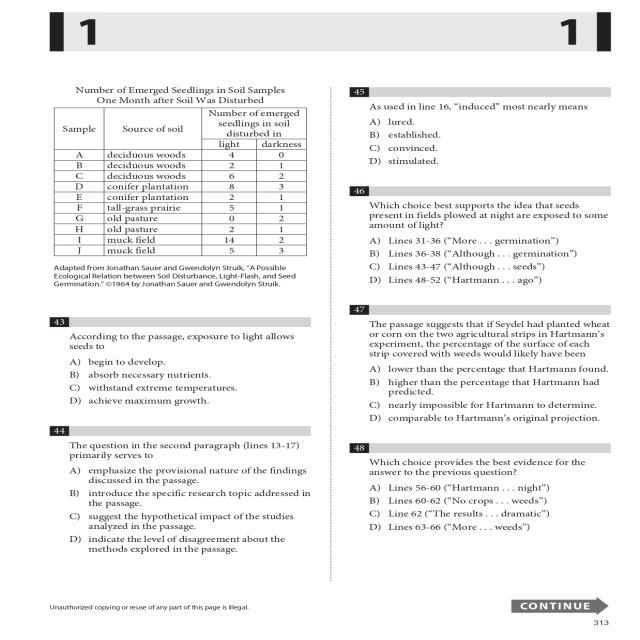 1
1
Number of Emerged Seedlings in Soil Samples
One Month after Soil Was Disturbed
Sample
Source of soil
Number of emerged
seedlings in soil
disturbed in
light darkness
A deciduous woods 4 0
B deciduous woods 2 1
C deciduous woods 6 2
D conifer plantation 8 3
E conifer plantation 2 1
F tall-grass prairie 5 1
G old pasture 0 2
H old pasture 2 1
I muck field 14 2
J muck field 5 3
Adapted from Jonathan Sauer and Gwendolyn Struik, "A Possible
Ecological Relation between Soil Disturbance, Light-Flash, and Seed
Germination." ©1964 by Jonathan Sauer and Gwendolyn Struik.
43
According to the passage, exposure to light allows
seeds to
A) begin to develop.
B) absorb necessary nutrients.
C) withstand extreme temperatures.
D) achieve maximum growth.
44
The question in the second paragraph (lines 13-17)
primarily serves to
A) emphasize the provisional nature of the findings
discussed in the passage.
B) introduce the specific research topic addressed in
the passage.
C) suggest the hypothetical impact of the studies
analyzed in the passage.
D) indicate the level of disagreement about the
methods explored in the passage.
45
As used in line 16, "induced" most nearly means
A) lured.
B) established.
C) convinced.
D) stimulated.
46
Which choice best supports the idea that seeds
present in fields plowed at night are exposed to some
amount of light?
A) Lines 31-36 ("More . . . germination")
B) Lines 36-38 ("Although . . . germination")
C) Lines 43-47 ("Although . . . seeds")
D) Lines 48-52 ("Hartmann . . . ago")
47
The passage suggests that if Seydel had planted wheat
or corn on the two agricultural strips in Hartmann's
experiment, the percentage of the surface of each
strip covered with weeds would likely have been
A) lower than the percentage that Hartmann found.
B) higher than the percentage that Hartmann had
predicted.
C) nearly impossible for Hartmann to determine.
D) comparable to Hartmann's original projection.
48
Which choice provides the best evidence for the
answer to the previous question?
A) Lines 56-60 ("Hartmann . . . night")
B) Lines 60-62 ("No crops . . . weeds")
C) Line 62 ("The results . . . dramatic")
D) Lines 63-66 ("More . . . weeds")
Unauthorized copying or reuse of any part of this page is illegal.
CONTINUE
313